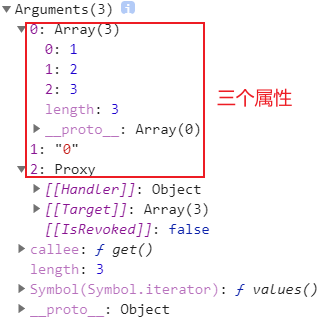 ▼Arguments(3) i
▼0: Array(3)
0: 1
1: 2
2: 3
length: 3
▶__proto__: Array(0)
三个属性
1: "0"
▼2: Proxy
▶[[Handler]]: Object
▶[[Target]]: Array(3)
[[IsRevoked]]: false
▶callee: ƒ get()
length: 3
▶Symbol(Symbol.iterator): ƒ values()
▶__proto__: Object